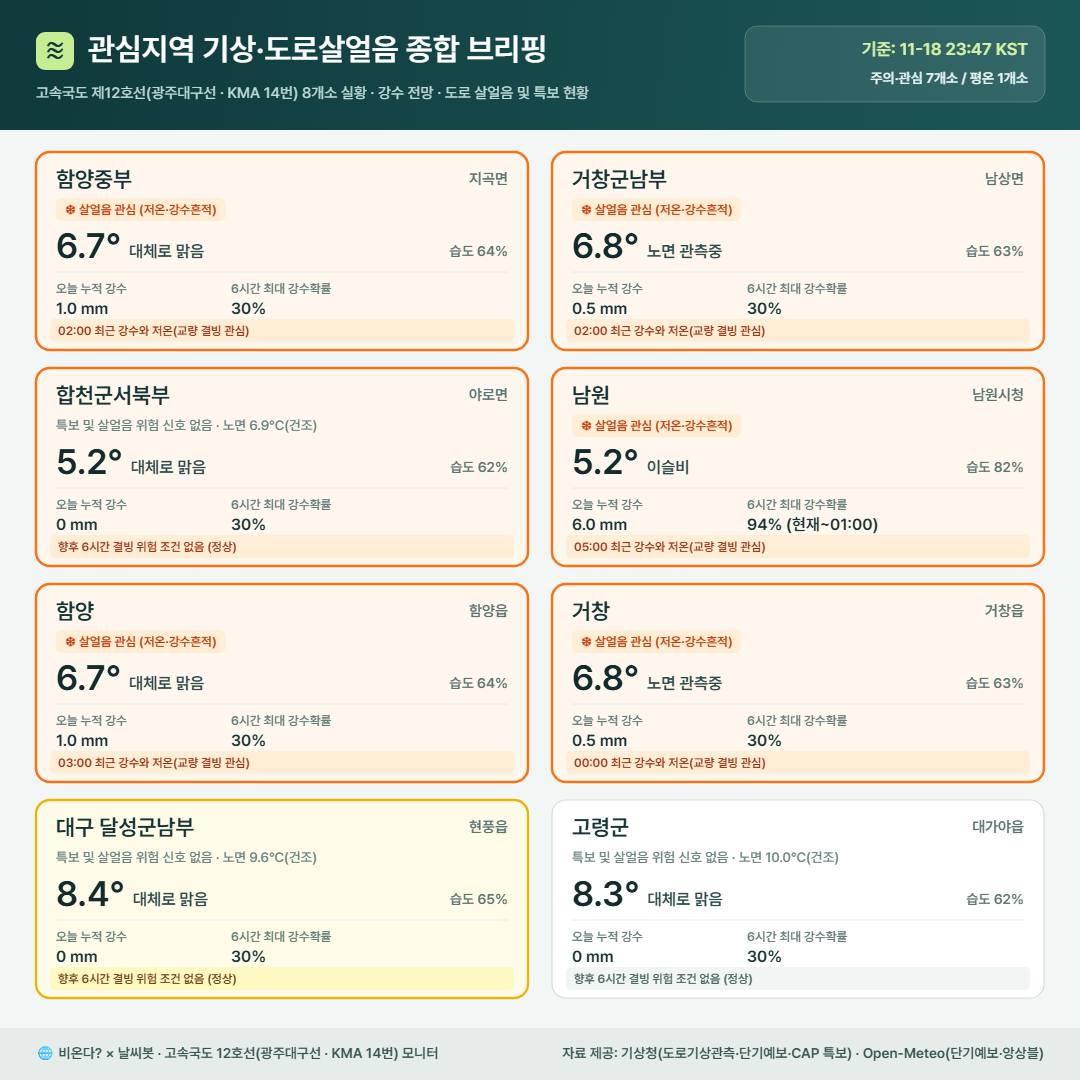 관심지역 기상·도로살얼음 종합 브리핑
고속국도 제12호선(광주대구선 · KMA 14번) 8개소 실황 · 강수 전망 · 도로 살얼음 및 특보 현황
기준: 11-18 23:47 KST
주의·관심 7개소 / 평온 1개소
함양중부 지곡면
❄ 살얼음 관심 (저온·강수흔적)
6.7° 대체로 맑음 습도 64%
오늘 누적 강수 6시간 최대 강수확률
1.0 mm 30%
02:00 최근 강수와 저온(교량 결빙 관심)
거창군남부 남상면
❄ 살얼음 관심 (저온·강수흔적)
6.8° 노면 관측중 습도 63%
오늘 누적 강수 6시간 최대 강수확률
0.5 mm 30%
02:00 최근 강수와 저온(교량 결빙 관심)
합천군서북부 야로면
특보 및 살얼음 위험 신호 없음 · 노면 6.9°C(건조)
5.2° 대체로 맑음 습도 62%
오늘 누적 강수 6시간 최대 강수확률
0 mm 30%
향후 6시간 결빙 위험 조건 없음 (정상)
남원 남원시청
❄ 살얼음 관심 (저온·강수흔적)
5.2° 이슬비 습도 82%
오늘 누적 강수 6시간 최대 강수확률
6.0 mm 94% (현재~01:00)
05:00 최근 강수와 저온(교량 결빙 관심)
함양 함양읍
❄ 살얼음 관심 (저온·강수흔적)
6.7° 대체로 맑음 습도 64%
오늘 누적 강수 6시간 최대 강수확률
1.0 mm 30%
03:00 최근 강수와 저온(교량 결빙 관심)
거창 거창읍
❄ 살얼음 관심 (저온·강수흔적)
6.8° 노면 관측중 습도 63%
오늘 누적 강수 6시간 최대 강수확률
0.5 mm 30%
00:00 최근 강수와 저온(교량 결빙 관심)
대구 달성군남부 현풍읍
특보 및 살얼음 위험 신호 없음 · 노면 9.6°C(건조)
8.4° 대체로 맑음 습도 65%
오늘 누적 강수 6시간 최대 강수확률
0 mm 30%
향후 6시간 결빙 위험 조건 없음 (정상)
고령군 대가야읍
특보 및 살얼음 위험 신호 없음 · 노면 10.0°C(건조)
8.3° 대체로 맑음 습도 62%
오늘 누적 강수 6시간 최대 강수확률
0 mm 30%
향후 6시간 결빙 위험 조건 없음 (정상)
🌐 비온다? × 날씨봇 · 고속국도 12호선(광주대구선 · KMA 14번) 모니터
자료 제공: 기상청(도로기상관측·단기예보·CAP 특보) · Open-Meteo(단기예보·앙상블)